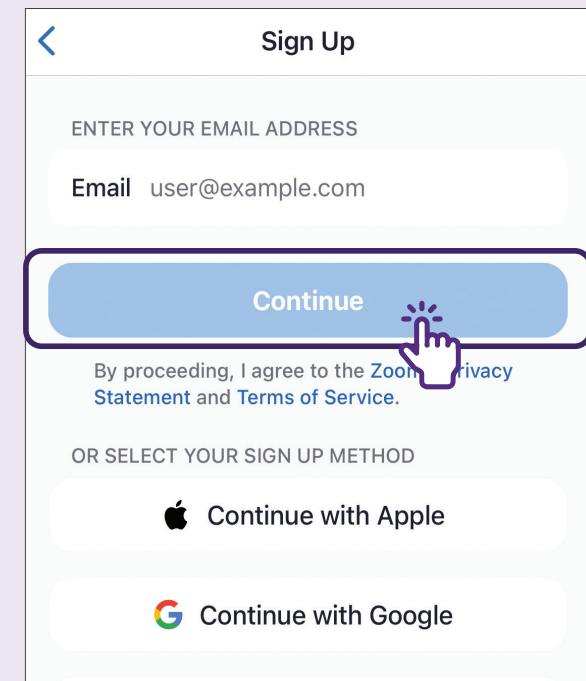 Sign Up
ENTER YOUR EMAIL ADDRESS
Email user@example.com
Continue
By proceeding, I agree to the rivacy
Statement and Terms of Service.
OR SELECT YOUR SIGN UP METHOD
Continue with Apple
Continue with Google